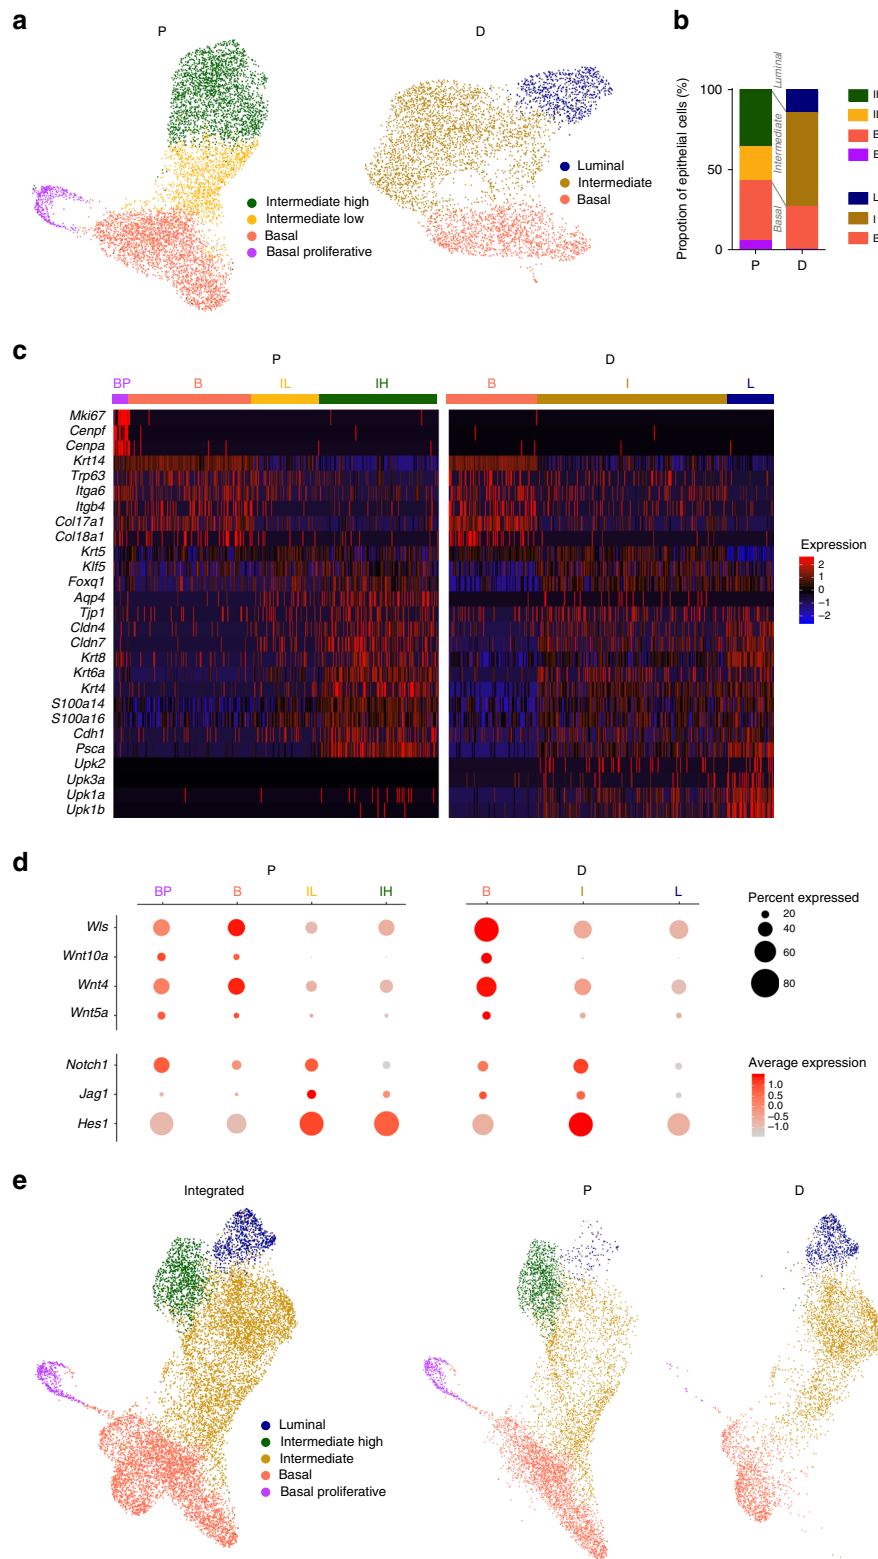 a
P
D
Intermediate high
Intermediate low
Basal
Basal proliferative
Luminal
Intermediate
Basal
b
Propotion of epithelial cells (%)
100
50
0
Basal
Intermediate
Luminal
P
D
IL
B
B
L
I
B
c
P
D
BP
B
IL
IH
B
I
L
Mki67
Cenpf
Cenpa
Krt14
Trp63
Itga6
Itgb4
Col17a1
Col18a1
Krt5
Klf5
Foxq1
Aqp4
Tjp1
Cldn4
Cldn7
Krt8
Krt6a
Krt4
S100a14
S100a16
Cdh1
Psca
Upk2
Upk3a
Upk1a
Upk1b
Expression
2
1
0
−1
−2
d
P
D
BP
B
IL
IH
B
I
L
Wls
Wnt10a
Wnt4
Wnt5a
Notch1
Jag1
Hes1
Percent expressed
20
40
60
80
Average expression
1.0
0.5
0.0
−0.5
−1.0
e
Integrated
P
D
Luminal
Intermediate high
Intermediate
Basal
Basal proliferative